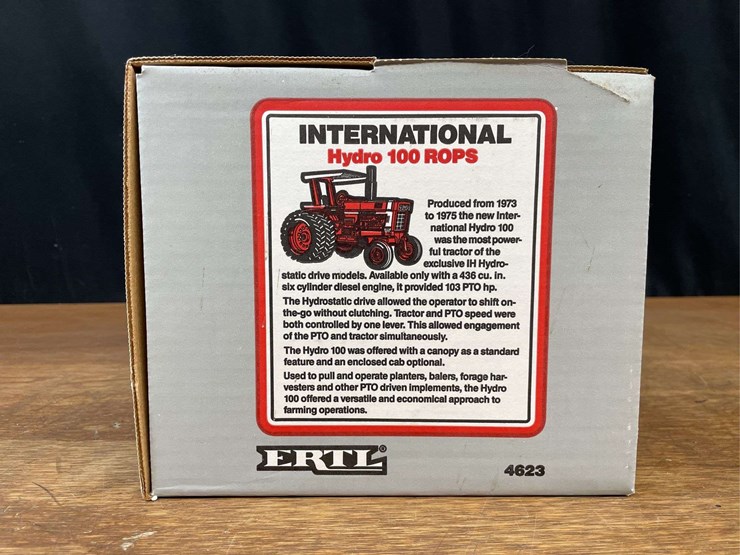 INTERNATIONAL
Hydro 100 ROPS
Produced from 1973
to 1975 the new Inter-
national Hydro 100
was the most power-
ful tractor of the
exclusive IH Hydro-
static drive models. Available only with a 436 cu. in.
six cylinder diesel engine, it provided 103 PTO hp.
The Hydrostatic drive allowed the operator to shift on-
the-go without clutching. Tractor and PTO speed were
both controlled by one lever. This allowed engagement
of the PTO and tractor simultaneously.
The Hydro 100 was offered with a canopy as a standard
feature and an enclosed cab optional.
Used to pull and operate planters, balers, forage har-
vesters and other PTO driven implements, the Hydro
100 offered a versatile and economical approach to
farming operations.
ERTL®
4623